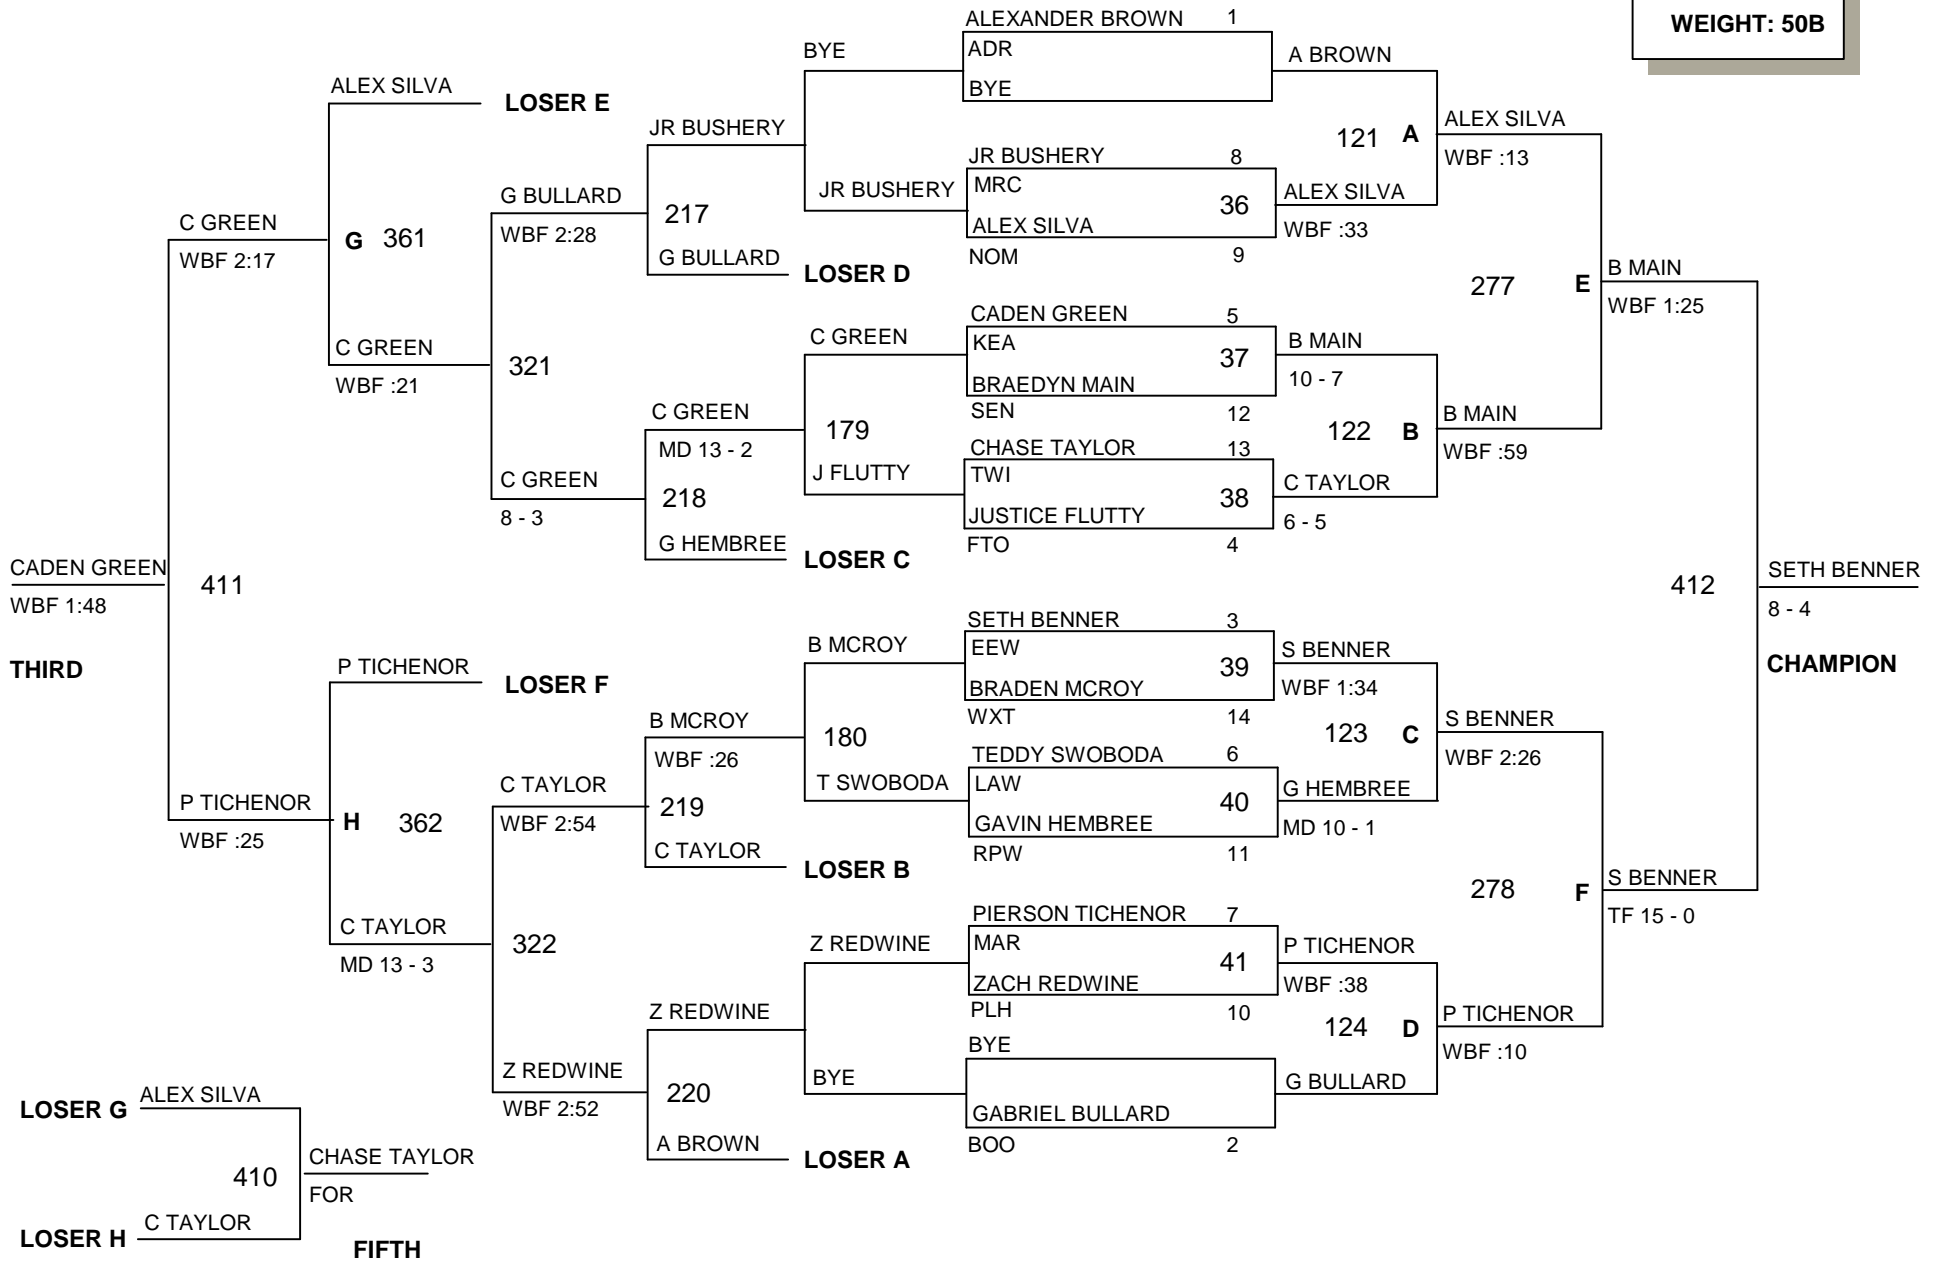 WEIGHT: 50B
ALEXANDER BROWN 1
ADR
BYE
A BROWN
JR BUSHERY 8
MRC
36
ALEX SILVA
NOM 9
ALEX SILVA
WBF :33
121 A
ALEX SILVA
WBF :13
CADEN GREEN 5
KEA
37
BRAEDYN MAIN
SEN 12
B MAIN
10 - 7
CHASE TAYLOR 13
TWI
38
JUSTICE FLUTTY
FTO 4
C TAYLOR
6 - 5
122 B
B MAIN
WBF :59
277 E
B MAIN
WBF 1:25
SETH BENNER 3
EEW
39
BRADEN MCROY
WXT 14
S BENNER
WBF 1:34
TEDDY SWOBODA 6
LAW
40
GAVIN HEMBREE
RPW 11
G HEMBREE
MD 10 - 1
123 C
S BENNER
WBF 2:26
PIERSON TICHENOR 7
MAR
41
ZACH REDWINE
PLH 10
P TICHENOR
WBF :38
BYE
GABRIEL BULLARD
BOO 2
G BULLARD
124 D
P TICHENOR
WBF :10
278 F
S BENNER
TF 15 - 0
412
SETH BENNER
8 - 4
CHAMPION
BYE
JR BUSHERY
JR BUSHERY
217
G BULLARD LOSER D
G BULLARD
WBF 2:28
C GREEN
179
J FLUTTY
C GREEN
MD 13 - 2
218
G HEMBREE LOSER C
C GREEN
8 - 3
321
C GREEN
WBF :21
ALEX SILVA LOSER E
G 361
C GREEN
WBF 2:17
B MCROY
180
T SWOBODA
B MCROY
WBF :26
219
C TAYLOR LOSER B
C TAYLOR
WBF 2:54
Z REDWINE
BYE
Z REDWINE
220
A BROWN LOSER A
Z REDWINE
WBF 2:52
322
C TAYLOR
MD 13 - 3
P TICHENOR LOSER F
H 362
P TICHENOR
WBF :25
411
CADEN GREEN
WBF 1:48
THIRD
LOSER G ALEX SILVA
410
LOSER H C TAYLOR
CHASE TAYLOR
FOR
FIFTH